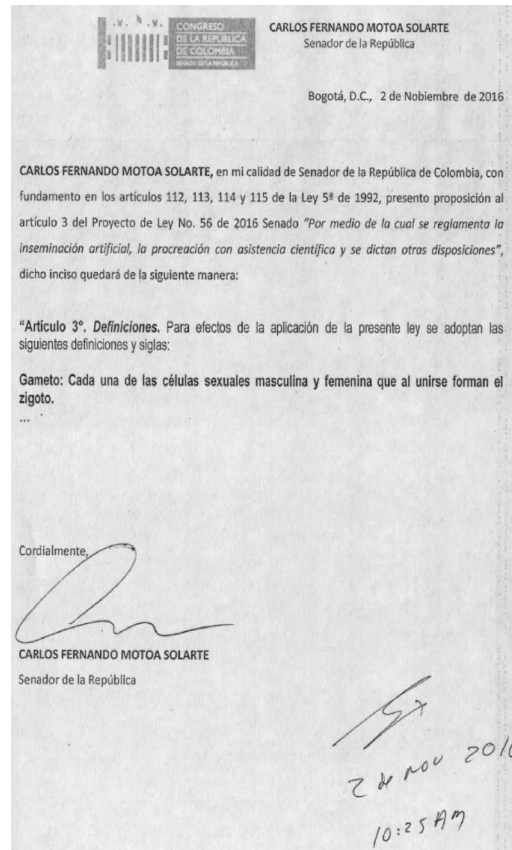 CONGRESO
DE LA REPÚBLICA
DE COLOMBIA
SENADO DE LA REPÚBLICA
CARLOS FERNANDO MOTOA SOLARTE
Senador de la República
Bogotá, D.C., 2 de Nobiembre de 2016
CARLOS FERNANDO MOTOA SOLARTE, en mi calidad de Senador de la República de Colombia, con
fundamento en los artículos 112, 113, 114 y 115 de la Ley 5ª de 1992, presento proposición al
artículo 3 del Proyecto de Ley No. 56 de 2016 Senado "Por medio de la cual se reglamenta la
inseminación artificial, la procreación con asistencia científica y se dictan otras disposiciones",
dicho inciso quedará de la siguiente manera:
"Artículo 3°. Definiciones. Para efectos de la aplicación de la presente ley se adoptan las
siguientes definiciones y siglas:
Gameto: Cada una de las células sexuales masculina y femenina que al unirse forman el
zigoto.
...
Cordialmente,
CARLOS FERNANDO MOTOA SOLARTE
Senador de la República
2 de nov 2016
10:25 AM